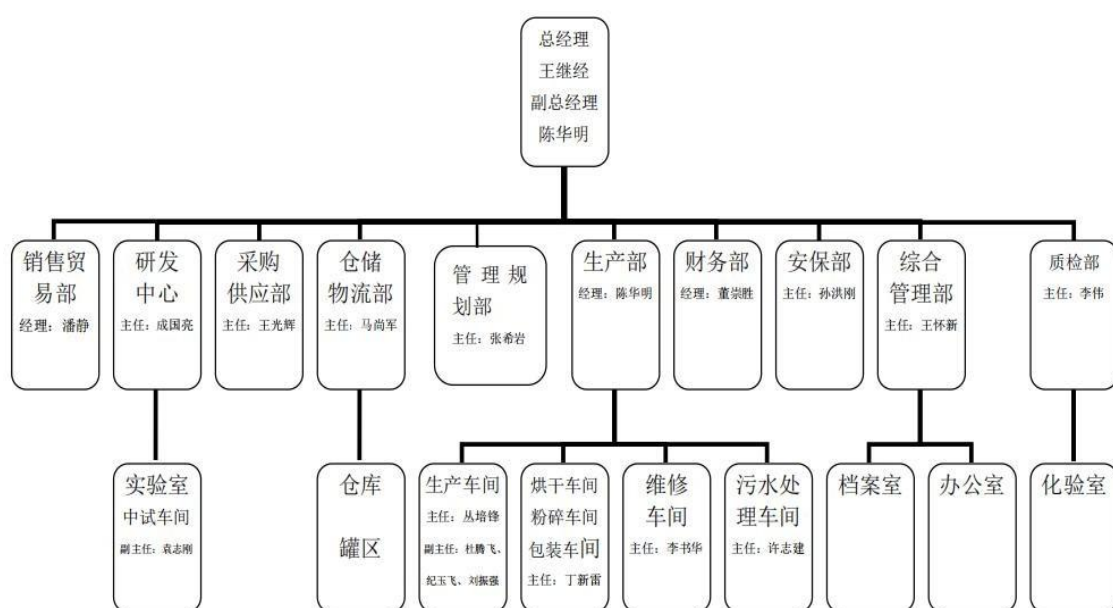 总经理
王继经
副总经理
陈华明
销售贸
易部
经理：潘静
研发
中心
主任：成国亮
采购
供应部
主任：王光辉
仓储
物流部
主任：马尚军
管理规
划部
主任：张希岩
生产部
经理：陈华明
财务部
经理：董崇胜
安保部
主任：孙洪刚
综合
管理部
主任：王怀新
质检部
主任：李伟
实验室
中试车间
副主任：袁志刚
仓库
罐区
生产车间
主任：丛培锋
副主任：杜腾飞、
纪玉飞、刘振强
烘干车间
粉碎车间
包装车间
主任：丁新雷
维修
车间
主任：李书华
污水处
理车间
主任：许志建
档案室
办公室
化验室